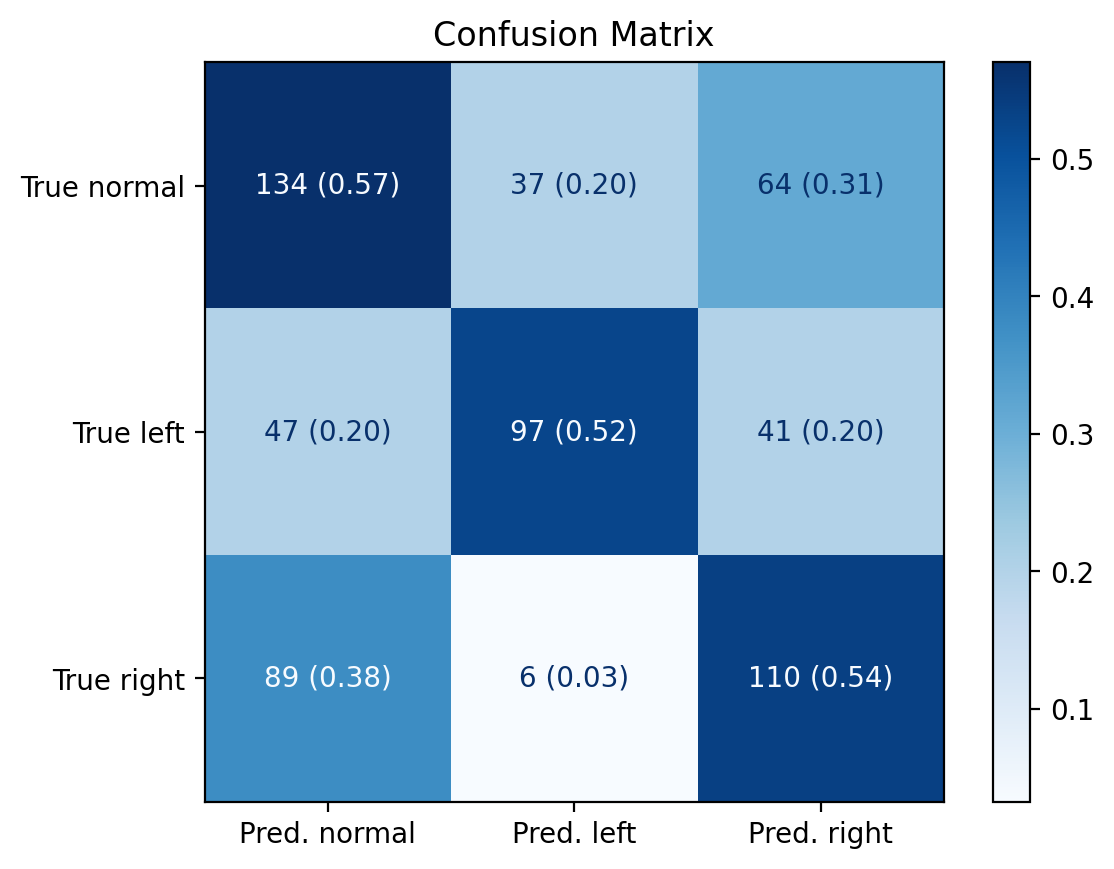 Confusion Matrix
True normal
134 (0.57)
37 (0.20)
64 (0.31)
True left
47 (0.20)
97 (0.52)
41 (0.20)
True right
89 (0.38)
6 (0.03)
110 (0.54)
Pred. normal
Pred. left
Pred. right
0.5
0.4
0.3
0.2
0.1